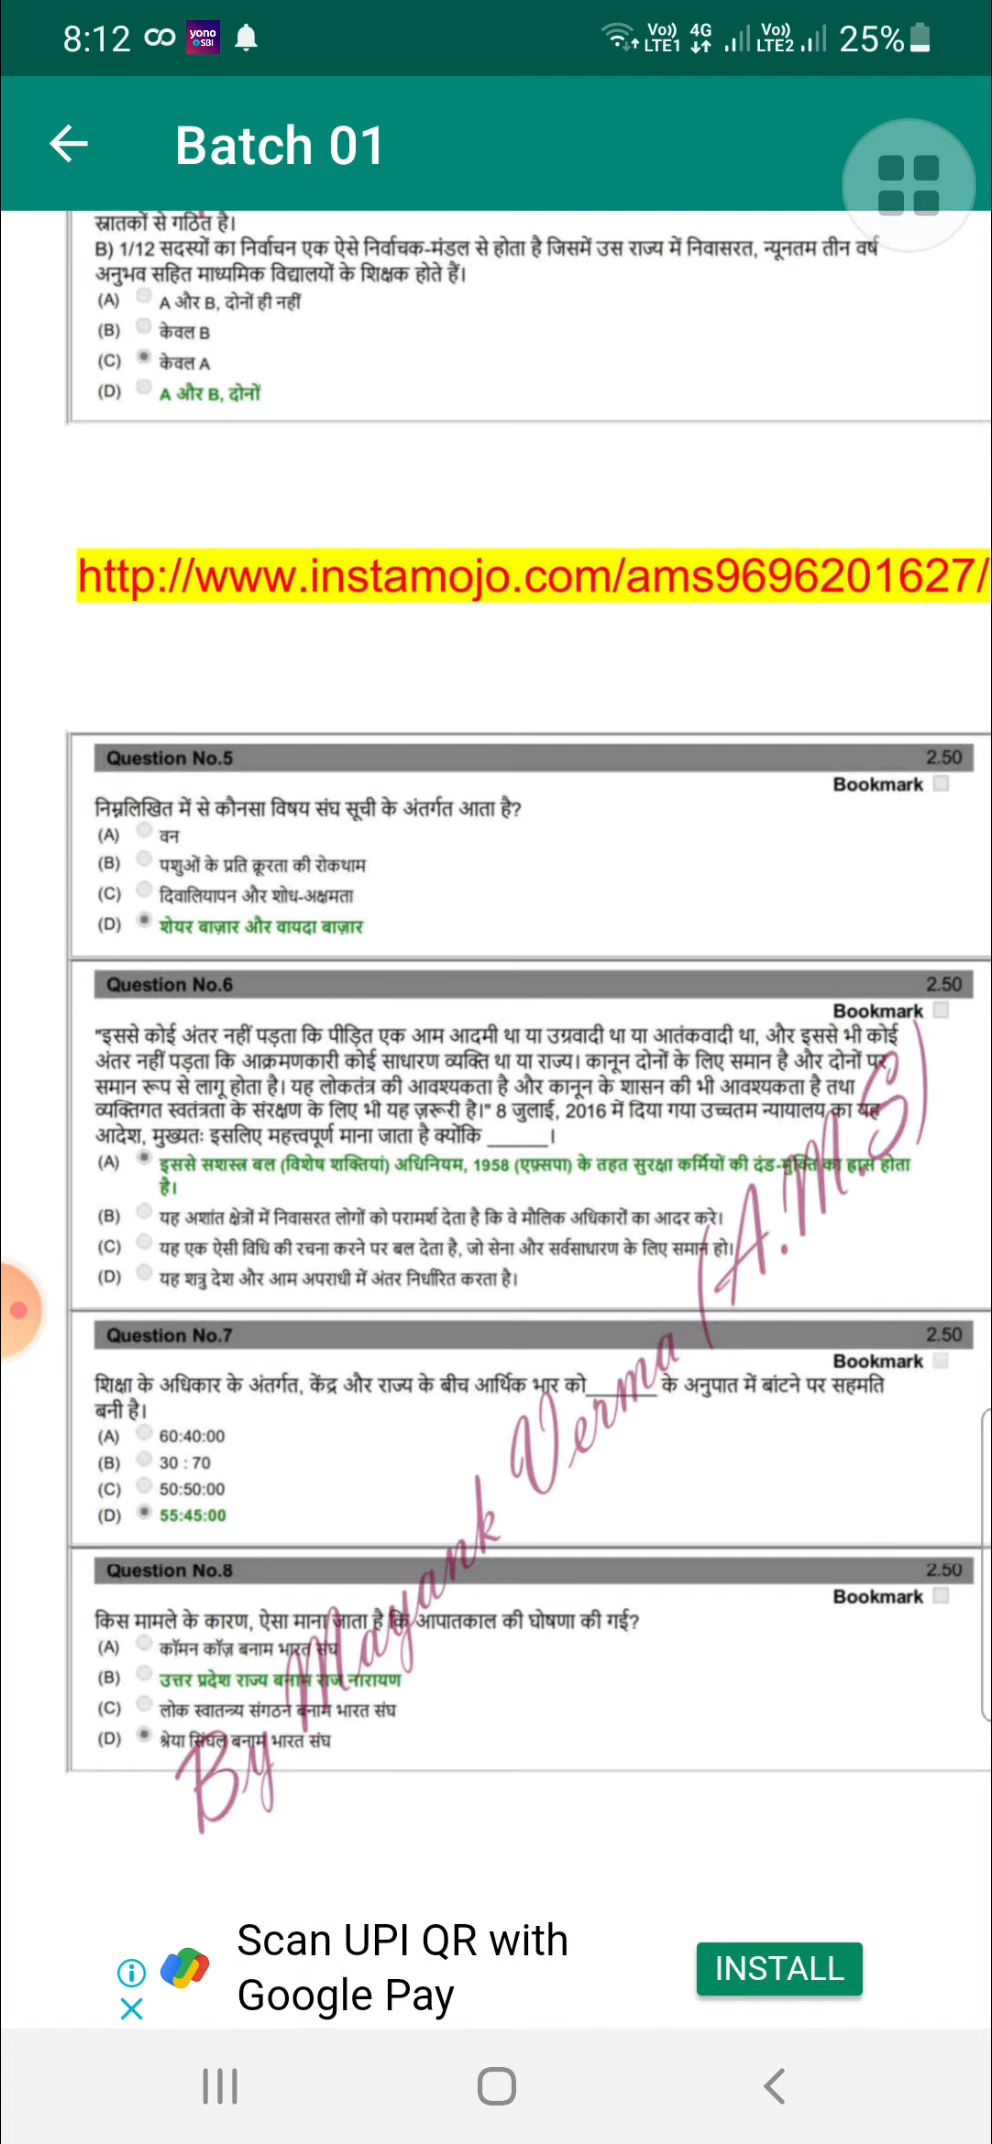 8:12 yono SBI Vo)) LTE1 4G Vo)) LTE2 25%
Batch 01
स्नातकों से गठित है।
B) 1/12 सदस्यों का निर्वाचन एक ऐसे निर्वाचक-मंडल से होता है जिसमें उस राज्य में निवासरत, न्यूनतम तीन वर्ष
अनुभव सहित माध्यमिक विद्यालयों के शिक्षक होते हैं।
(A) A और B, दोनों ही नहीं
(B) केवल B
(C) केवल A
(D) A और B, दोनों
http://www.instamojo.com/ams9696201627/
Question No.5 2.50
Bookmark
निम्नलिखित में से कौनसा विषय संघ सूची के अंतर्गत आता है?
(A) वन
(B) पशुओं के प्रति क्रूरता की रोकथाम
(C) दिवालियापन और शोध-अक्षमता
(D) शेयर बाज़ार और वायदा बाज़ार
Question No.6 2.50
Bookmark
"इससे कोई अंतर नहीं पड़ता कि पीड़ित एक आम आदमी था या उग्रवादी था या आतंकवादी था, और इससे भी कोई
अंतर नहीं पड़ता कि आक्रमणकारी कोई साधारण व्यक्ति था या राज्य। कानून दोनों के लिए समान है और दोनों पर
समान रूप से लागू होता है। यह लोकतंत्र की आवश्यकता है और कानून के शासन की भी आवश्यकता है तथा
व्यक्तिगत स्वतंत्रता के संरक्षण के लिए भी यह ज़रूरी है।" 8 जुलाई, 2016 में दिया गया उच्चतम न्यायालय का यह
आदेश, मुख्यतः इसलिए महत्त्वपूर्ण माना जाता है क्योंकि ______।
(A) इससे सशस्त्र बल (विशेष शक्तियां) अधिनियम, 1958 (एफ़्सपा) के तहत सुरक्षा कर्मियों की दंड-मुक्ति का ह्रास होता
है।
(B) यह अशांत क्षेत्रों में निवासरत लोगों को परामर्श देता है कि वे मौलिक अधिकारों का आदर करे।
(C) यह एक ऐसी विधि की रचना करने पर बल देता है, जो सेना और सर्वसाधारण के लिए समान हो।
(D) यह शत्रु देश और आम अपराधी में अंतर निर्धारित करता है।
Question No.7 2.50
Bookmark
शिक्षा के अधिकार के अंतर्गत, केंद्र और राज्य के बीच आर्थिक भार को______ के अनुपात में बांटने पर सहमति
बनी है।
(A) 60:40:00
(B) 30 : 70
(C) 50:50:00
(D) 55:45:00
Question No.8 2.50
Bookmark
किस मामले के कारण, ऐसा माना जाता है कि आपातकाल की घोषणा की गई?
(A) कॉमन कॉज़ बनाम भारत संघ
(B) उत्तर प्रदेश राज्य बनाम राज नारायण
(C) लोक स्वातन्त्र्य संगठन बनाम भारत संघ
(D) श्रेया सिंघल बनाम भारत संघ
By Mayank Verma (A.M.S)
Scan UPI QR with
Google Pay
INSTALL